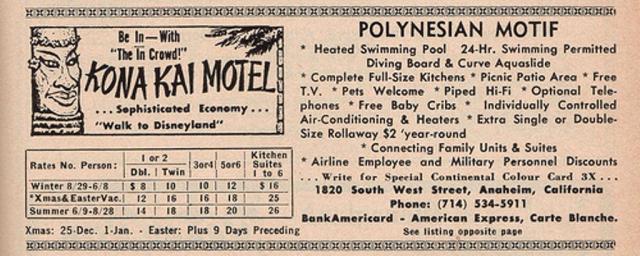 Be In—With
"The In Crowd!"
KONA KAI MOTEL
... Sophisticated Economy ...
"Walk to Disneyland"
Rates No. Person: 1 or 2 3or4 5or6 Kitchen Suites 1 to 6
Dbl. Twin
Winter 8/29-6/8 $ 8 10 10 12 $ 16
*Xmas&EasterVac. 12 16 16 18 25
Summer 6/9-8/28 14 18 18 20 26
Xmas: 25-Dec. 1-Jan. - Easter: Plus 9 Days Preceding
POLYNESIAN MOTIF
* Heated Swimming Pool 24-Hr. Swimming Permitted
Diving Board & Curve Aquaslide
* Complete Full-Size Kitchens * Picnic Patio Area * Free
T.V. * Pets Welcome * Piped Hi-Fi * Optional Tele-
phones * Free Baby Cribs * Individually Controlled
Air-Conditioning & Heaters * Extra Single or Double-
Size Rollaway $2 'year-round
* Connecting Family Units & Suites
* Airline Employee and Military Personnel Discounts
... Write for Special Continental Colour Card 3X ...
1820 South West Street, Anaheim, California
Phone: (714) 534-5911
BankAmericard - American Express, Carte Blanche.
See listing opposite page